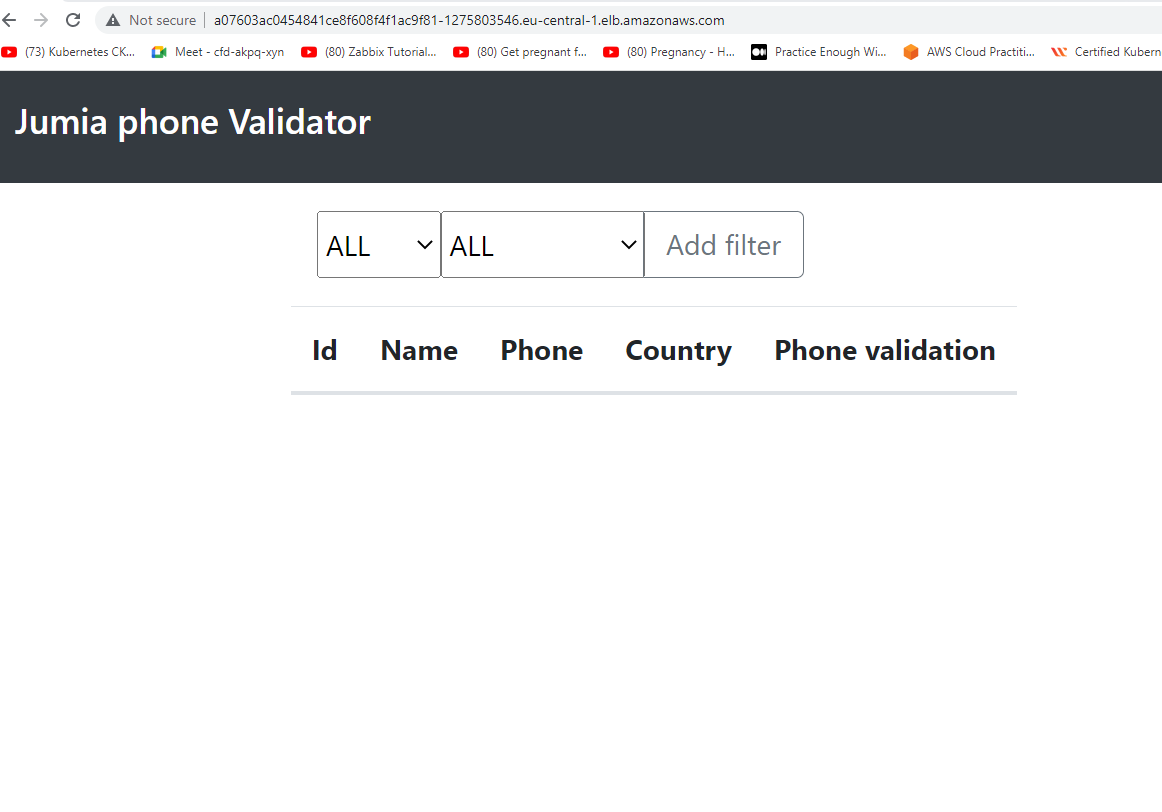 Not secure a07603ac0454841ce8f608f4f1ac9f81-1275803546.eu-central-1.elb.amazonaws.com
(73) Kubernetes CK... Meet - cfd-akpq-xyn (80) Zabbix Tutorial... (80) Get pregnant f... (80) Pregnancy - H... Practice Enough Wi... AWS Cloud Practiti... Certified Kubern
Jumia phone Validator
ALL ALL Add filter
Id Name Phone Country Phone validation